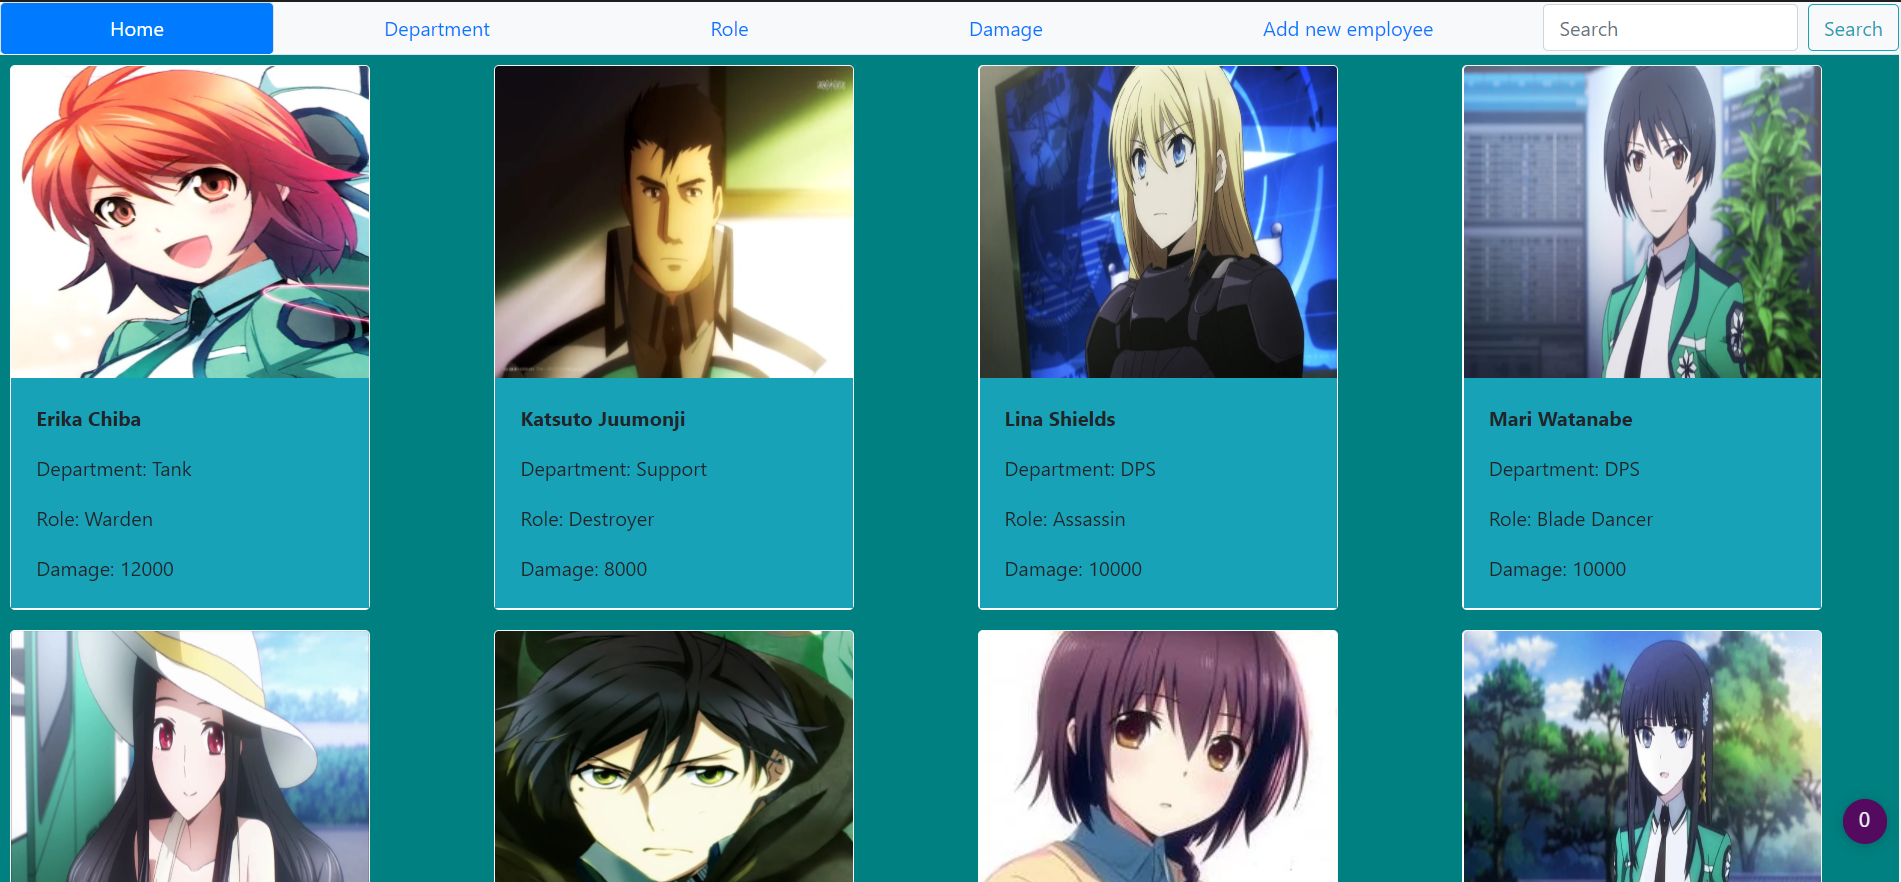 Home Department Role Damage Add new employee Search Search
Erika Chiba
Department: Tank
Role: Warden
Damage: 12000
Katsuto Juumonji
Department: Support
Role: Destroyer
Damage: 8000
Lina Shields
Department: DPS
Role: Assassin
Damage: 10000
Mari Watanabe
Department: DPS
Role: Blade Dancer
Damage: 10000
0